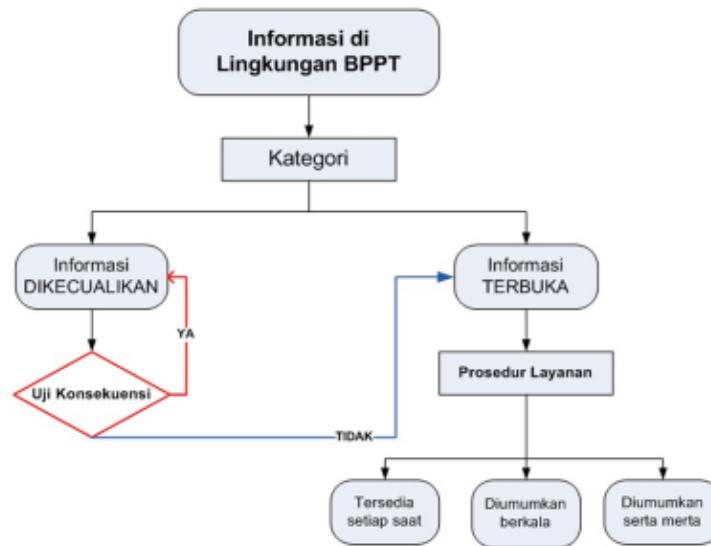 Informasi di
Lingkungan BPPT
Kategori
Informasi
DIKECUALIKAN
Informasi
TERBUKA
YA
Uji Konsekuensi
Prosedur Layanan
TIDAK
Tersedia
setiap saat
Diumumkan
berkala
Diumumkan
serta merta